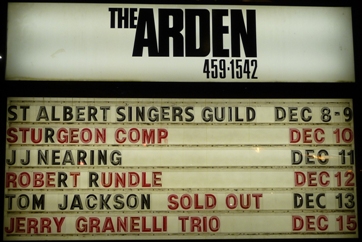 THE ARDEN
459·1542
ST ALBERT SINGERS GUILD DEC 8-9
STURGEON COMP DEC 10
JJ NEARING DEC 11
ROBERT RUNDLE DEC 12
TOM JACKSON SOLD OUT DEC 13
JERRY GRANELLI TRIO DEC 15